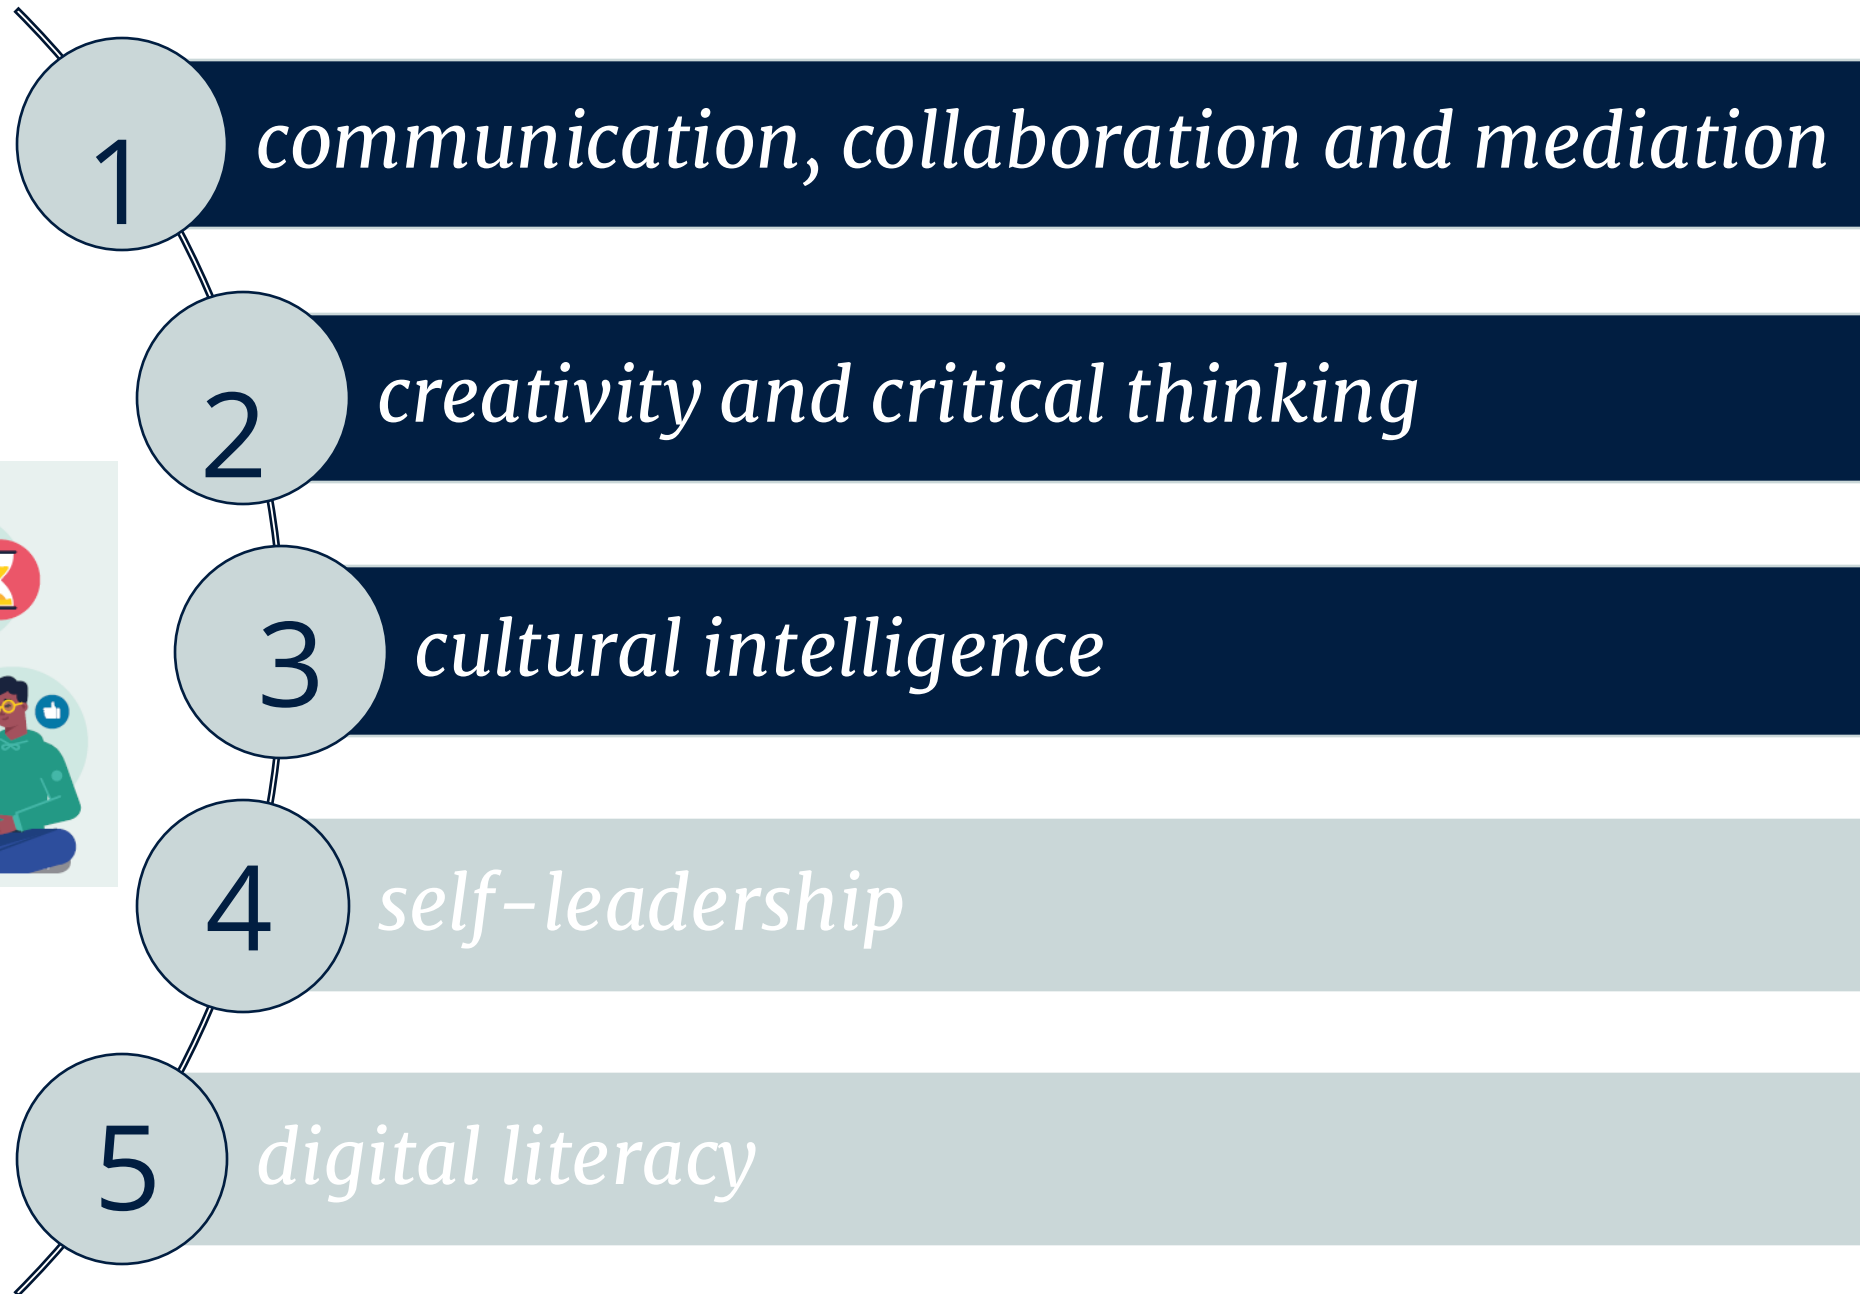 1
communication, collaboration and mediation
2
creativity and critical thinking
3
cultural intelligence
4
self-leadership
5
digital literacy